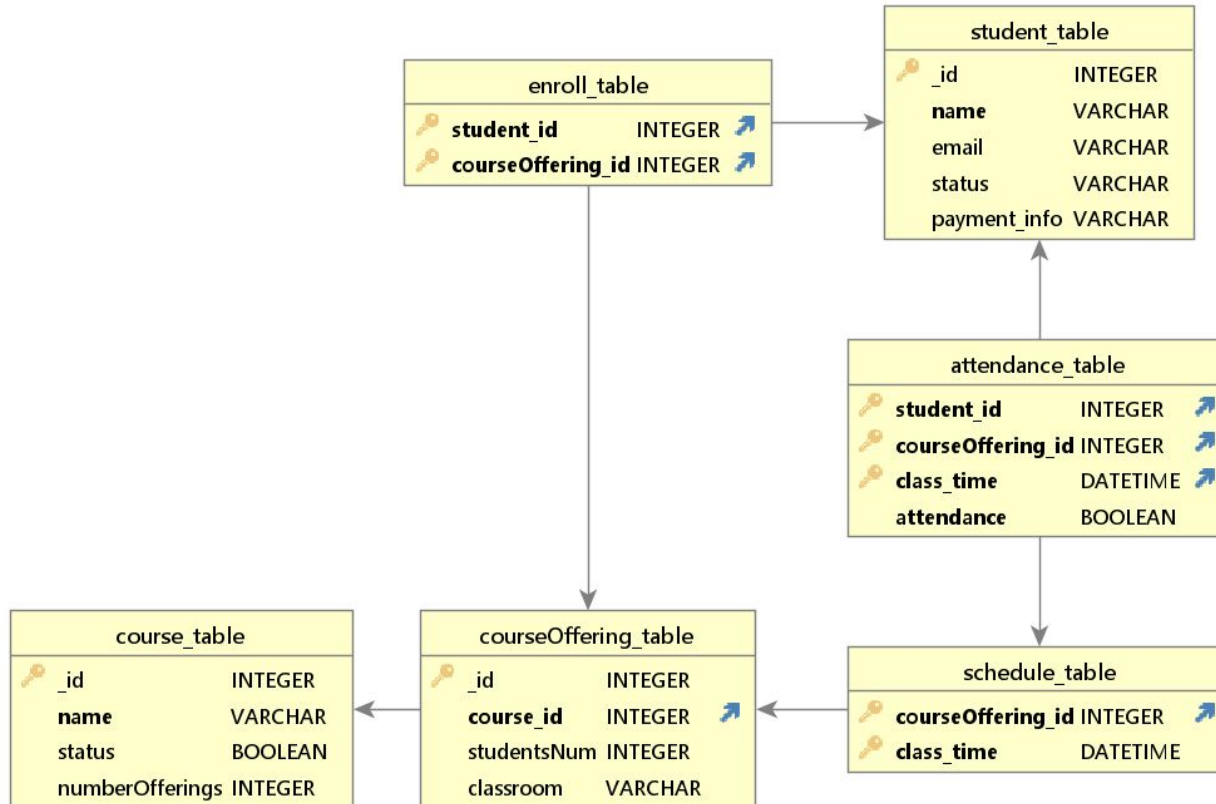 student_table
_id INTEGER
name VARCHAR
email VARCHAR
status VARCHAR
payment_info VARCHAR
enroll_table
student_id INTEGER
courseOffering_id INTEGER
attendance_table
student_id INTEGER
courseOffering_id INTEGER
class_time DATETIME
attendance BOOLEAN
course_table
_id INTEGER
name VARCHAR
status BOOLEAN
numberOfferings INTEGER
courseOffering_table
_id INTEGER
course_id INTEGER
studentsNum INTEGER
classroom VARCHAR
schedule_table
courseOffering_id INTEGER
class_time DATETIME